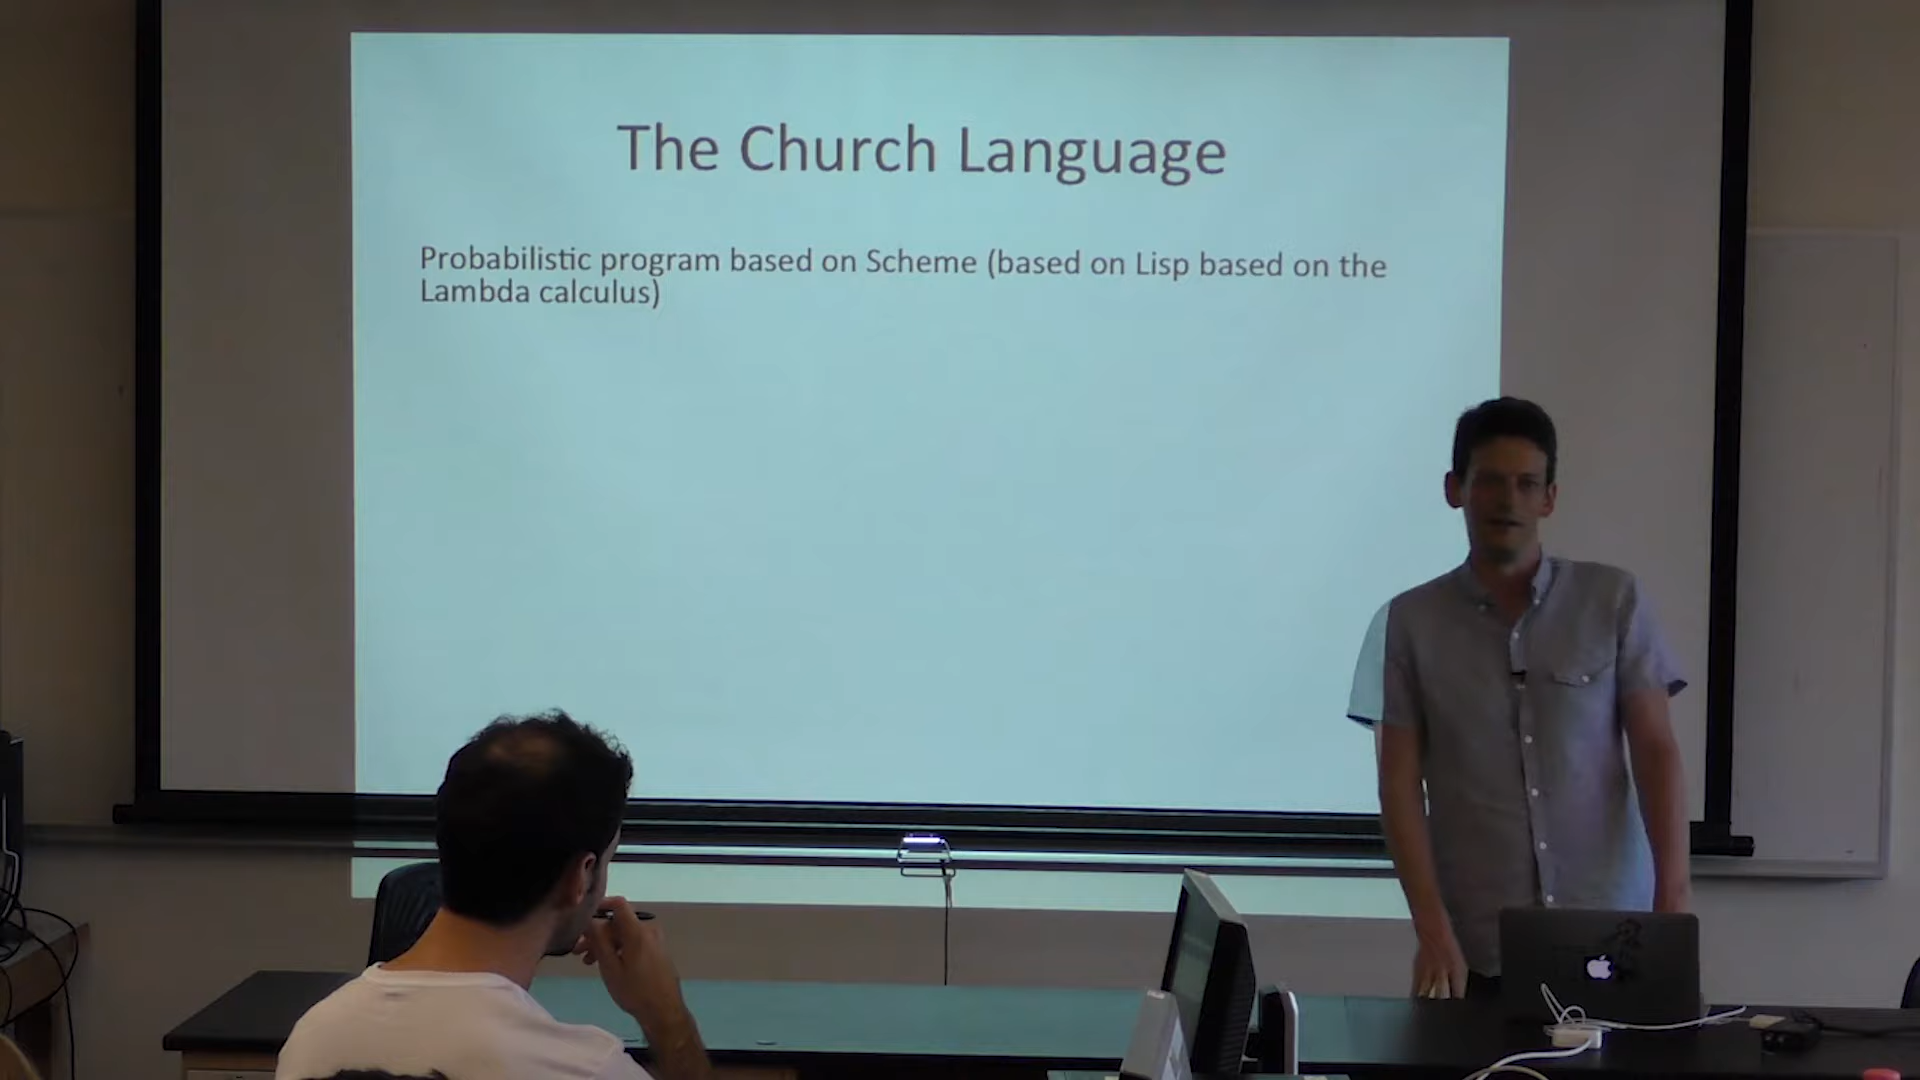 The Church Language
Probabilistic program based on Scheme (based on Lisp based on the
Lambda calculus)